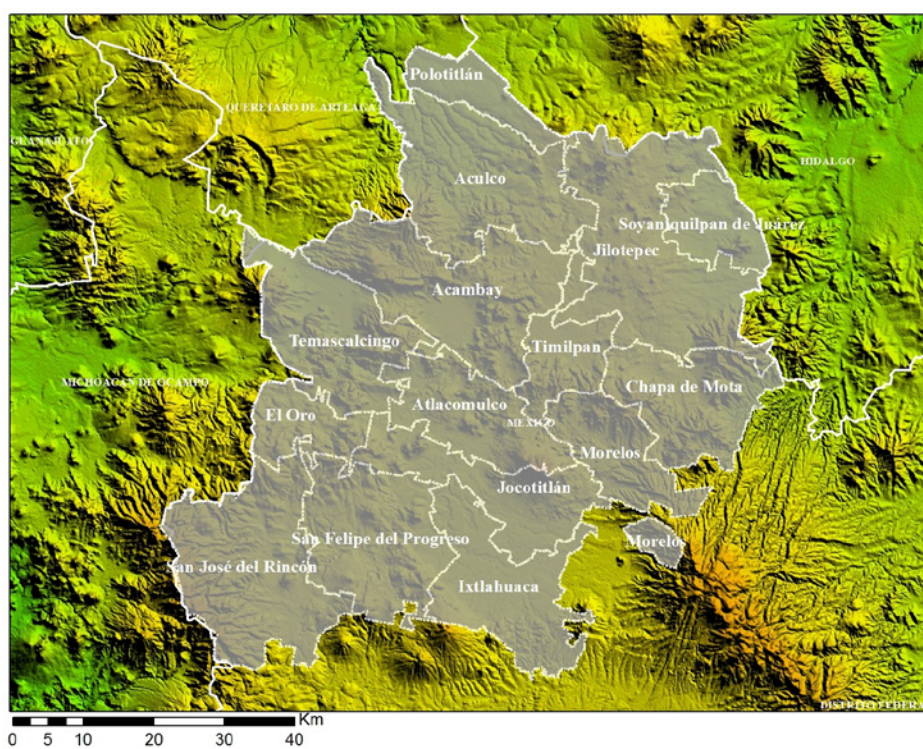 Polotitlán
QUERETARO DE ARTEAGA
GUANAJUATO
HIDALGO
Aculco
Soyaniquilpan de Juárez
Jilotepec
Acambay
Temascalcingo
Timilpan
MICHOACAN DE OCAMPO
Chapa de Mota
Atlacomulco
El Oro
MEXICO
Morelos
Jocotitlán
San Felipe del Progreso
Morelos
San José del Rincón
Ixtlahuaca
DISTRITO FEDERA
Km
0 5 10 20 30 40